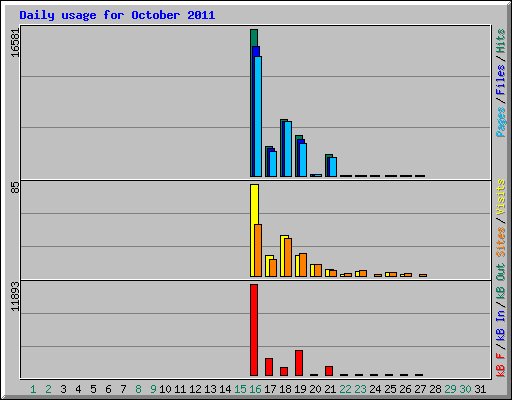 Daily usage for October 2011
16581
Pages / Files / Hits
85
Sites / Visits
11893
kB F / kB In / kB Out
1 2 3 4 5 6 7 8 9 10 11 12 13 14 15 16 17 18 19 20 21 22 23 24 25 26 27 28 29 30 31